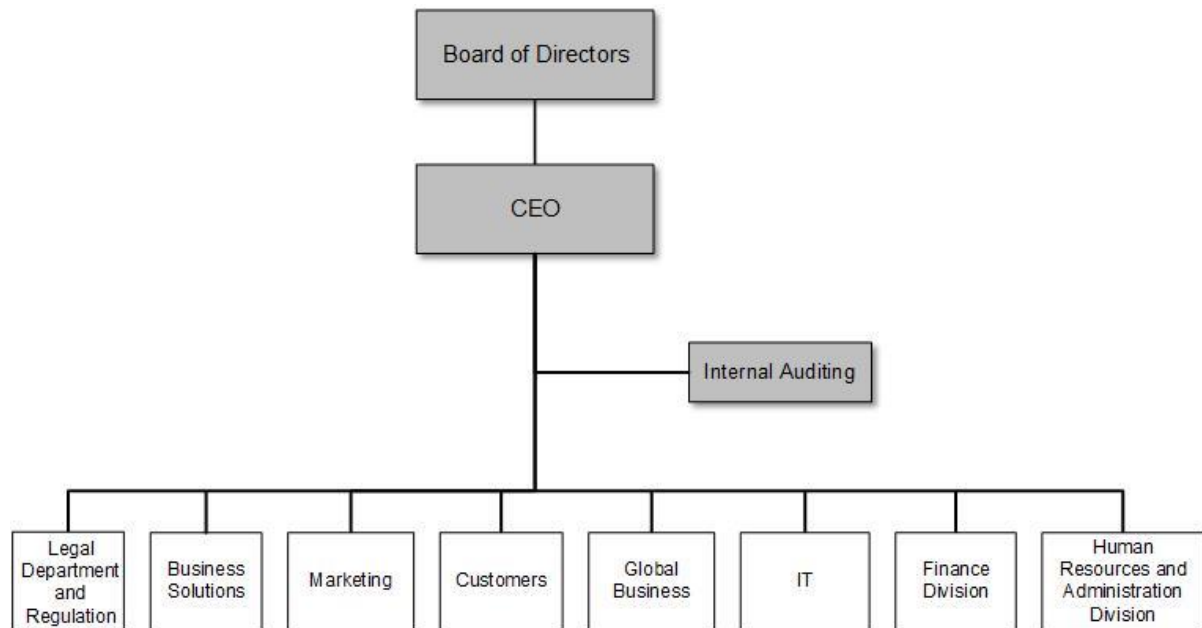 Board of Directors
CEO
Internal Auditing
Legal
Department
and
Regulation
Business
Solutions
Marketing
Customers
Global
Business
IT
Finance
Division
Human
Resources and
Administration
Division